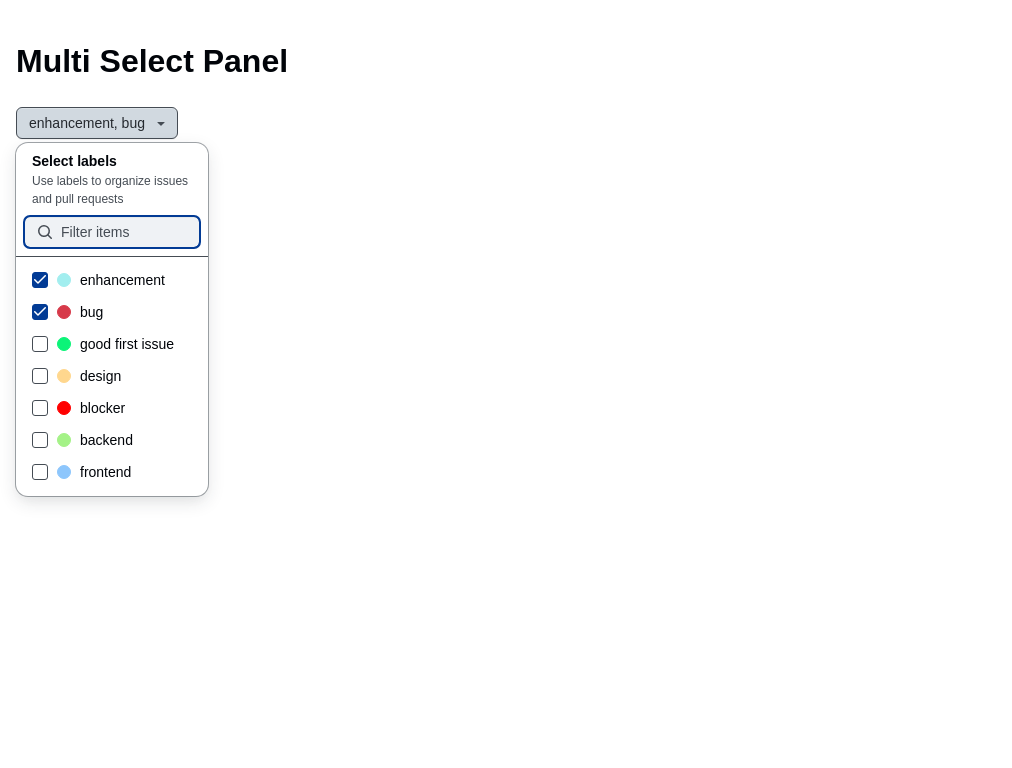 Multi Select Panel
enhancement, bug
Select labels
Use labels to organize issues
and pull requests
Filter items
enhancement
bug
good first issue
design
blocker
backend
frontend